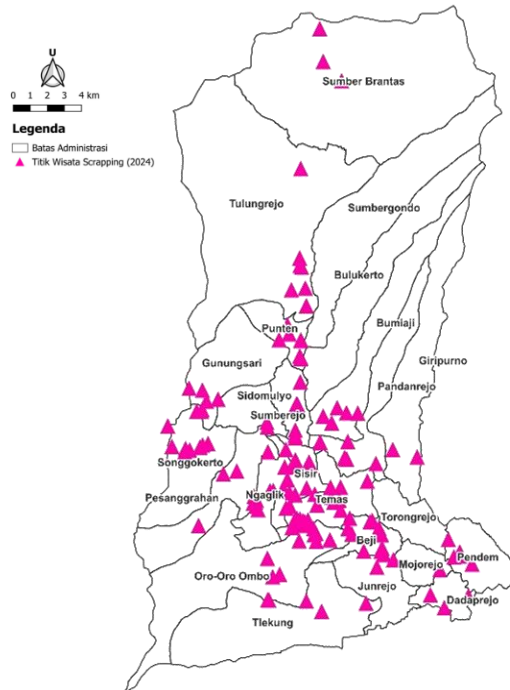 U
0 1 2 3 4 km
Legenda
Batas Administrasi
Titik Wisata Scrapping (2024)
Sumber Brantas
Tulungrejo
Sumbergondo
Bulukerto
Punten
Bumiaji
Gunungsari
Giripurno
Pandanrejo
Sidomulyo
Sumberejo
Songgokerto
Sisir
Pesanggrahan
Ngaglik
Temas
Torongrejo
Beji
Pendem
Mojorejo
Oro-Oro Ombo
Junrejo
Dadaprejo
Tlekung